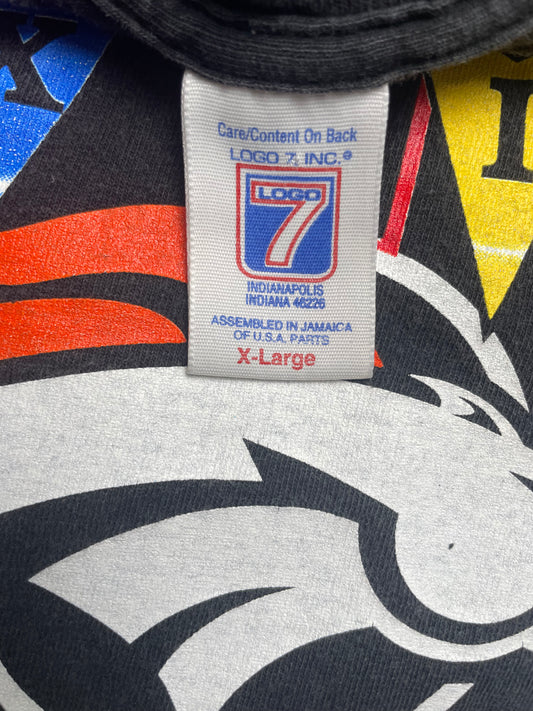 X
I
Care/Content On Back
LOGO 7, INC.®
LOGO
7
INDIANAPOLIS
INDIANA 46226
ASSEMBLED IN JAMAICA
OF U.S.A. PARTS
X-Large